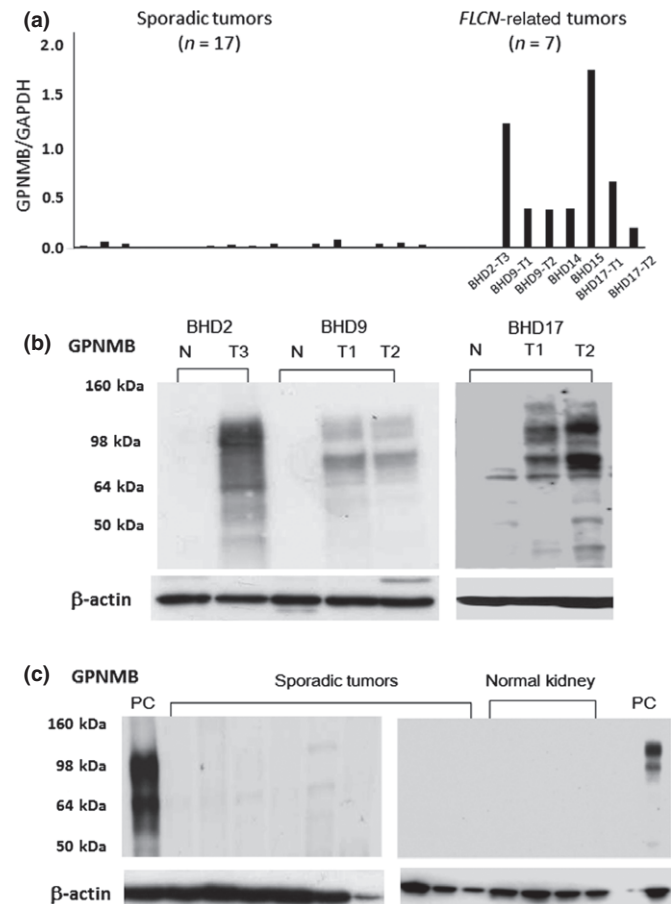 (a)
Sporadic tumors
(n = 17)
FLCN-related tumors
(n = 7)
GPNMB/GAPDH
2.0
1.5
1.0
0.5
0.0
BHD2-T3
BHD9-T1
BHD9-T2
BHD14
BHD15
BHD17-T1
BHD17-T2
(b)
BHD2 BHD9 BHD17
GPNMB N T3 N T1 T2 N T1 T2
160 kDa
98 kDa
64 kDa
50 kDa
β-actin
(c)
GPNMB
PC Sporadic tumors Normal kidney PC
160 kDa
98 kDa
64 kDa
50 kDa
β-actin